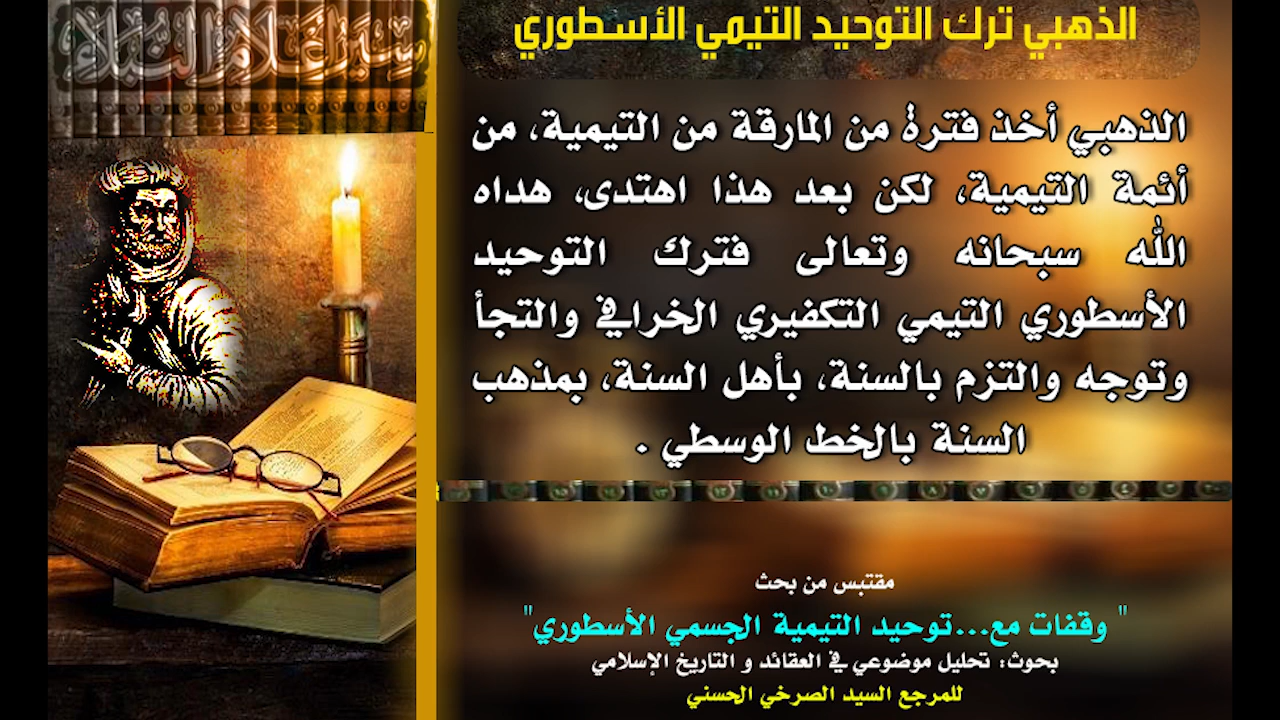 سير أعلام النبلاء
الذهبي ترك التوحيد التيمي الأسطوري
الذهبي أخذ فترة من المارقة من التيمية، من
أئمة التيمية، لكن بعد هذا اهتدى، هداه
الله سبحانه وتعالى فترك التوحيد
الأسطوري التيمي التكفيري الخرافي والتجأ
وتوجه والتزم بالسنة، بأهل السنة، بمذهب
السنة بالخط الوسطي .
مقتبس من بحث
" وقفات مع...توحيد التيمية الجسمي الأسطوري"
بحوث: تحليل موضوعي في العقائد و التاريخ الإسلامي
للمرجع السيد الصرخي الحسني